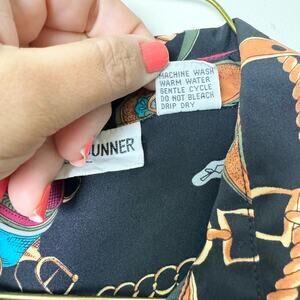 MACHINE WASH
WARM WATER
GENTLE CYCLE
DO NOT BLEACH
DRIP DRY
UNNER